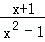 x+1
x² − 1